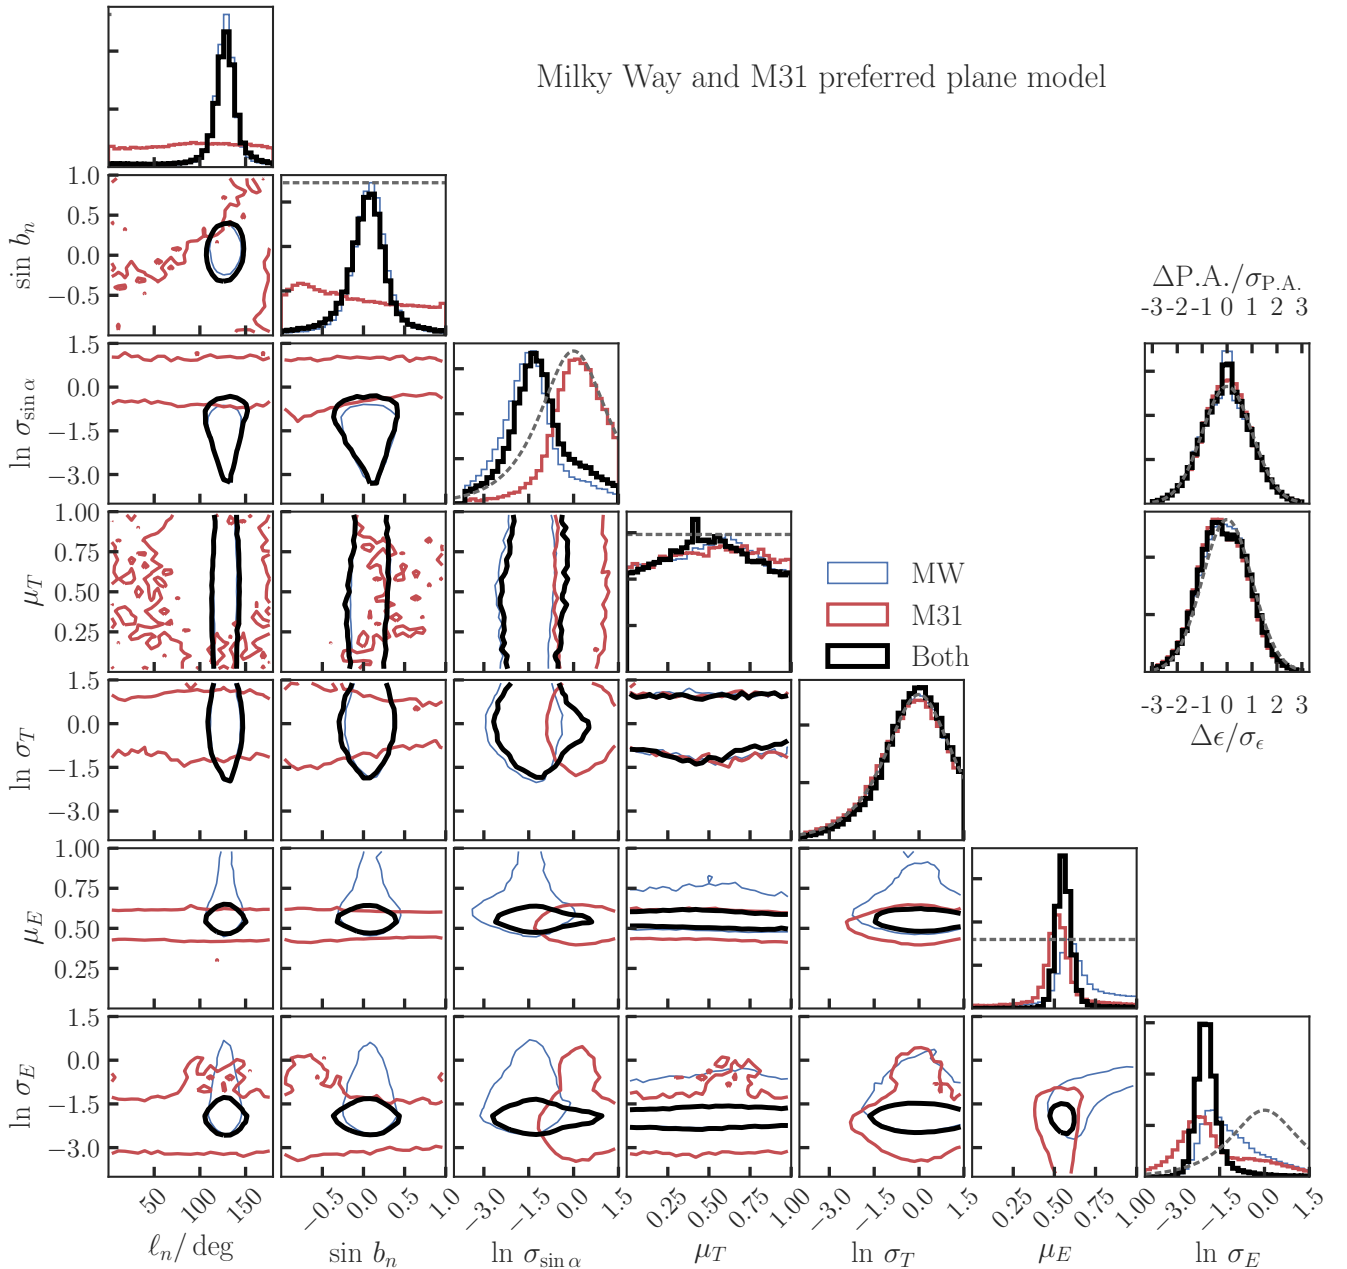 Milky Way and M31 preferred plane model
1.0
0.5
0.0
−0.5
sin b_n
ΔP.A./σ_P.A.
-3 -2 -1 0 1 2 3
1.5
0.0
−1.5
−3.0
ln σ_sin α
1.00
0.75
0.50
0.25
μ_T
MW
M31
Both
1.5
0.0
−1.5
−3.0
ln σ_T
-3 -2 -1 0 1 2 3
Δϵ/σ_ϵ
1.00
0.75
0.50
0.25
μ_E
1.5
0.0
−1.5
−3.0
ln σ_E
50 100 150 −0.5 0.0 0.5 1.0 −3.0 −1.5 0.0 1.5 0.25 0.50 0.75 1.00 −3.0 −1.5 0.0 1.5 0.25 0.50 0.75 1.00 −3.0 −1.5 0.0 1.5
ℓ_n/ deg sin b_n ln σ_sin α μ_T ln σ_T μ_E ln σ_E